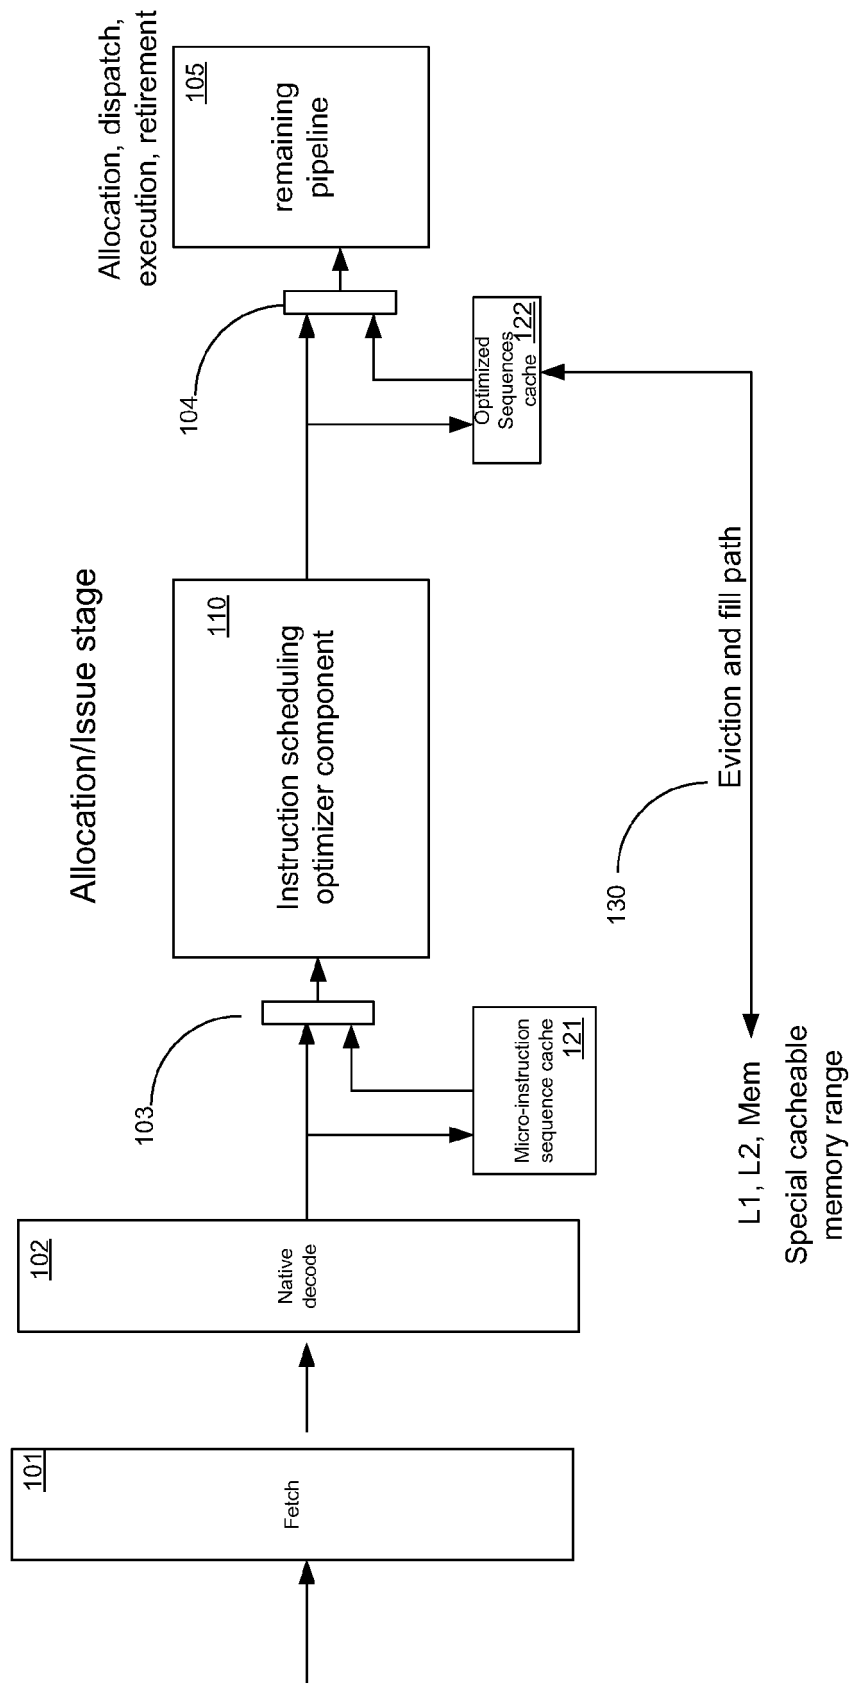 101
Fetch
102
Native
decode
103
Micro-instruction
sequence cache
121
Allocation/Issue stage
110
Instruction scheduling
optimizer component
104
Optimized
Sequences
cache
122
Allocation, dispatch,
execution, retirement
105
remaining
pipeline
130
Eviction and fill path
L1, L2, Mem
Special cacheable
memory range